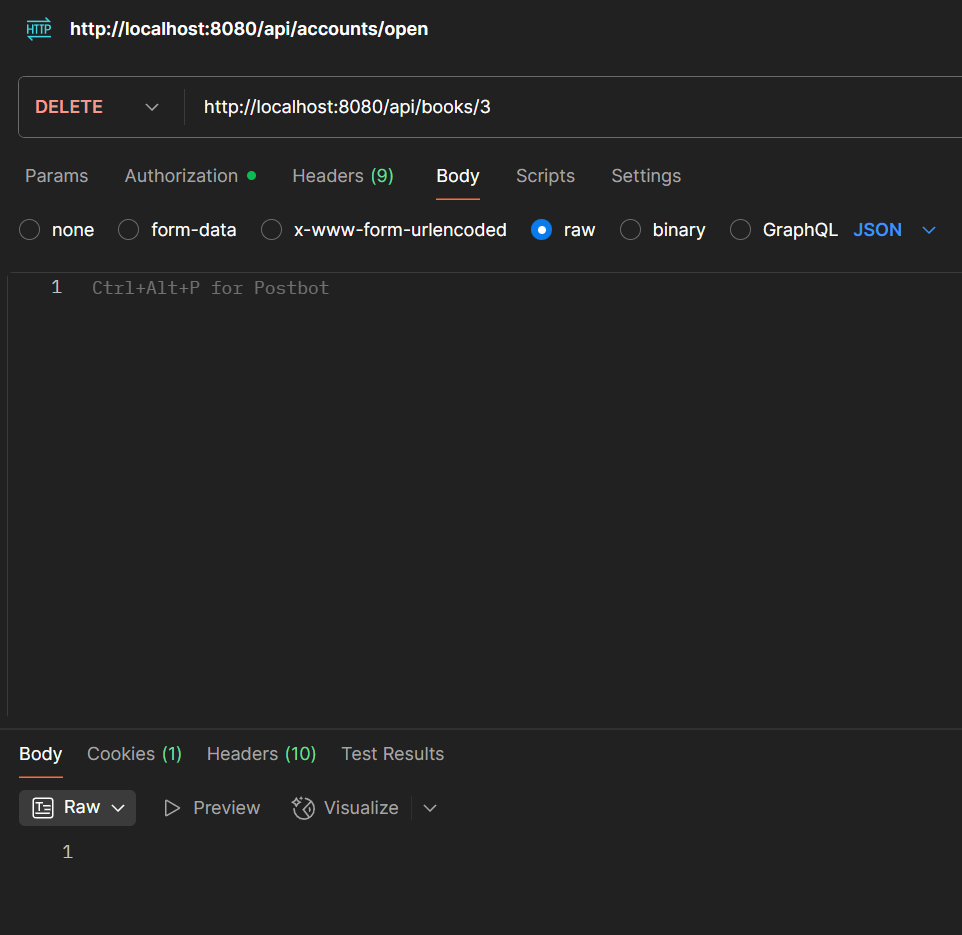 HTTP http://localhost:8080/api/accounts/open
DELETE http://localhost:8080/api/books/3
Params Authorization Headers (9) Body Scripts Settings
none form-data x-www-form-urlencoded raw binary GraphQL JSON
1 Ctrl+Alt+P for Postbot
Body Cookies (1) Headers (10) Test Results
Raw Preview Visualize
1